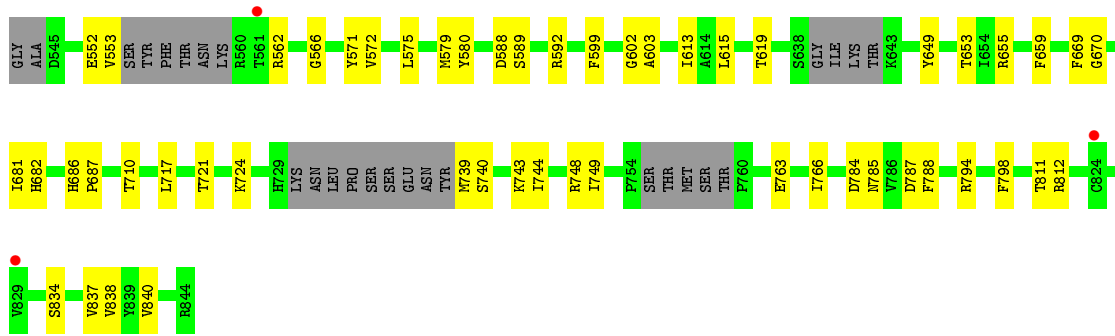 GLY ALA D545 E552 V553 SER TYR PHE THR ASN LYS R560 T561 R562 G566 Y571 V572 L575 M579 Y580 D588 S589 R592 F599 G602 A603 I613 A614 L615 T619 S638 GLY ILE LYS THR K643 Y649 T653 I654 R655 F659 F669 G670
I681 H682 H686 P687 T710 L717 T721 K724 H729 LYS ASN LEU PRO SER SER GLU ASN TYR M739 S740 K743 I744 R748 I749 P754 SER THR MET SER THR P760 E763 I766 D784 N785 V786 D787 F788 R794 F798 T811 R812 C824
V829 S834 V837 V838 Y839 V840 R844